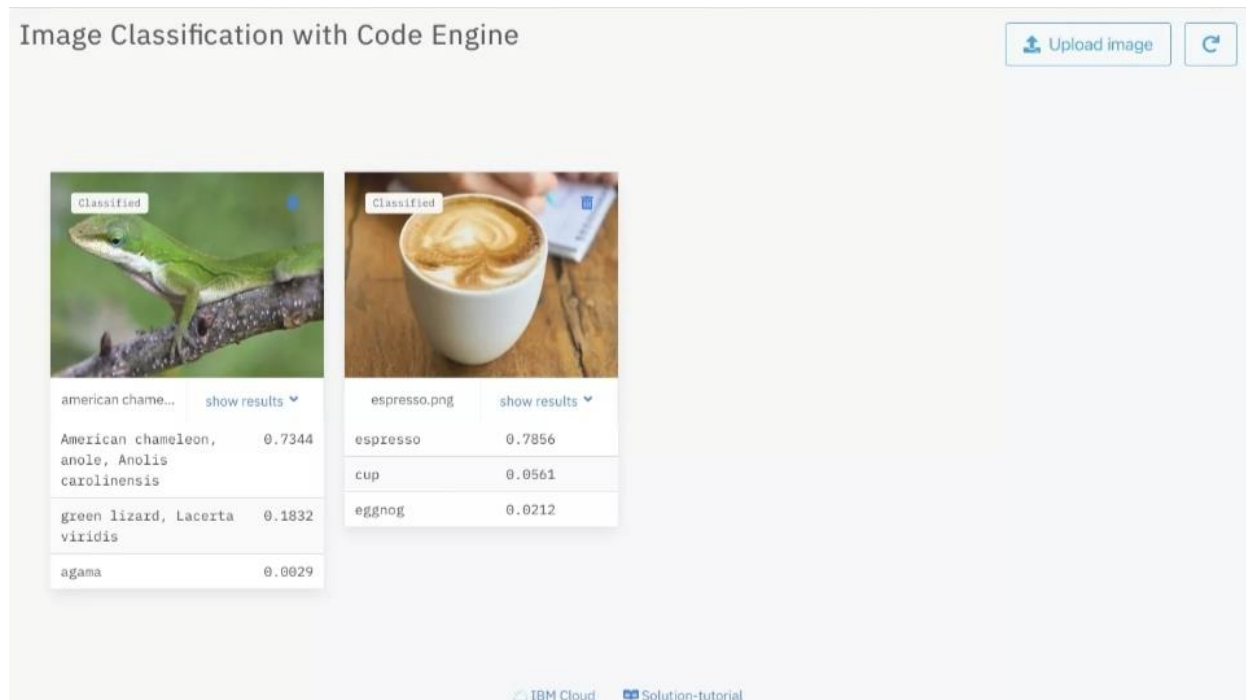 Image Classification with Code Engine
Upload image
Classified
Classified
american chame...
show results
espresso.png
show results
American chameleon, 0.7344
anole, Anolis
carolinensis
green lizard, Lacerta 0.1832
viridis
agama 0.0029
espresso 0.7856
cup 0.0561
eggnog 0.0212
IBM Cloud
Solution-tutorial